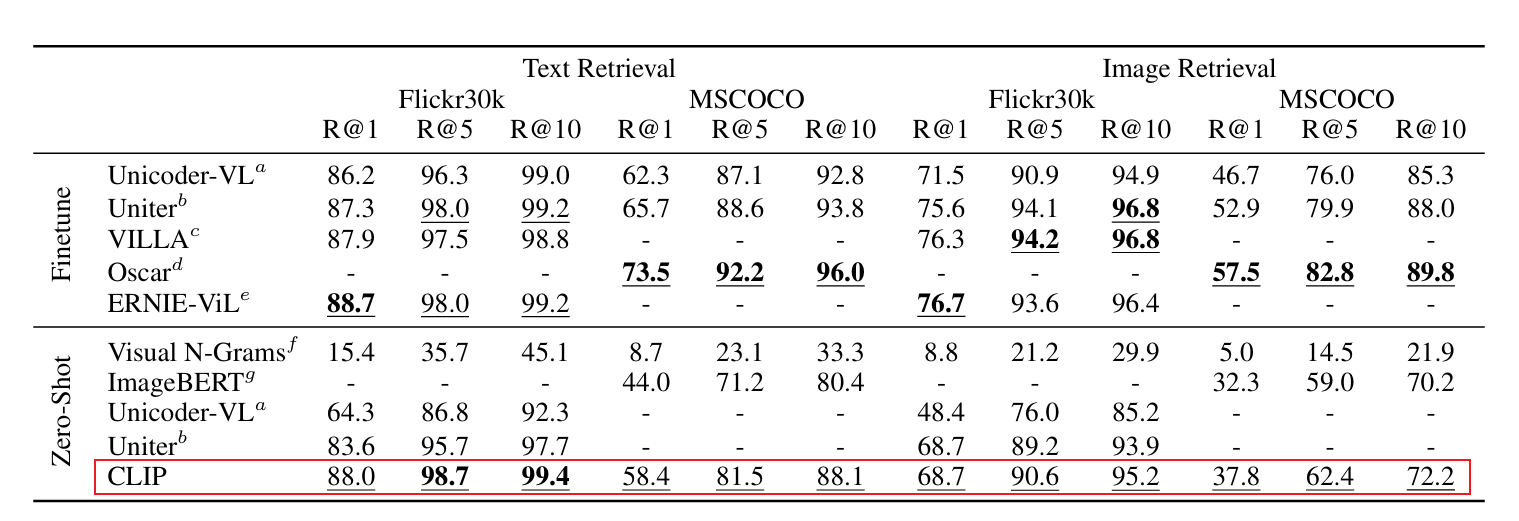 Text Retrieval Image Retrieval
Flickr30k MSCOCO Flickr30k MSCOCO
R@1 R@5 R@10 R@1 R@5 R@10 R@1 R@5 R@10 R@1 R@5 R@10
Finetune
Unicoder-VL^a 86.2 96.3 99.0 62.3 87.1 92.8 71.5 90.9 94.9 46.7 76.0 85.3
Uniter^b 87.3 98.0 99.2 65.7 88.6 93.8 75.6 94.1 96.8 52.9 79.9 88.0
VILLA^c 87.9 97.5 98.8 - - - 76.3 94.2 96.8 - - -
Oscar^d - - - 73.5 92.2 96.0 - - - 57.5 82.8 89.8
ERNIE-ViL^e 88.7 98.0 99.2 - - - 76.7 93.6 96.4 - - -
Zero-Shot
Visual N-Grams^f 15.4 35.7 45.1 8.7 23.1 33.3 8.8 21.2 29.9 5.0 14.5 21.9
ImageBERT^g - - - 44.0 71.2 80.4 - - - 32.3 59.0 70.2
Unicoder-VL^a 64.3 86.8 92.3 - - - 48.4 76.0 85.2 - - -
Uniter^b 83.6 95.7 97.7 - - - 68.7 89.2 93.9 - - -
CLIP 88.0 98.7 99.4 58.4 81.5 88.1 68.7 90.6 95.2 37.8 62.4 72.2